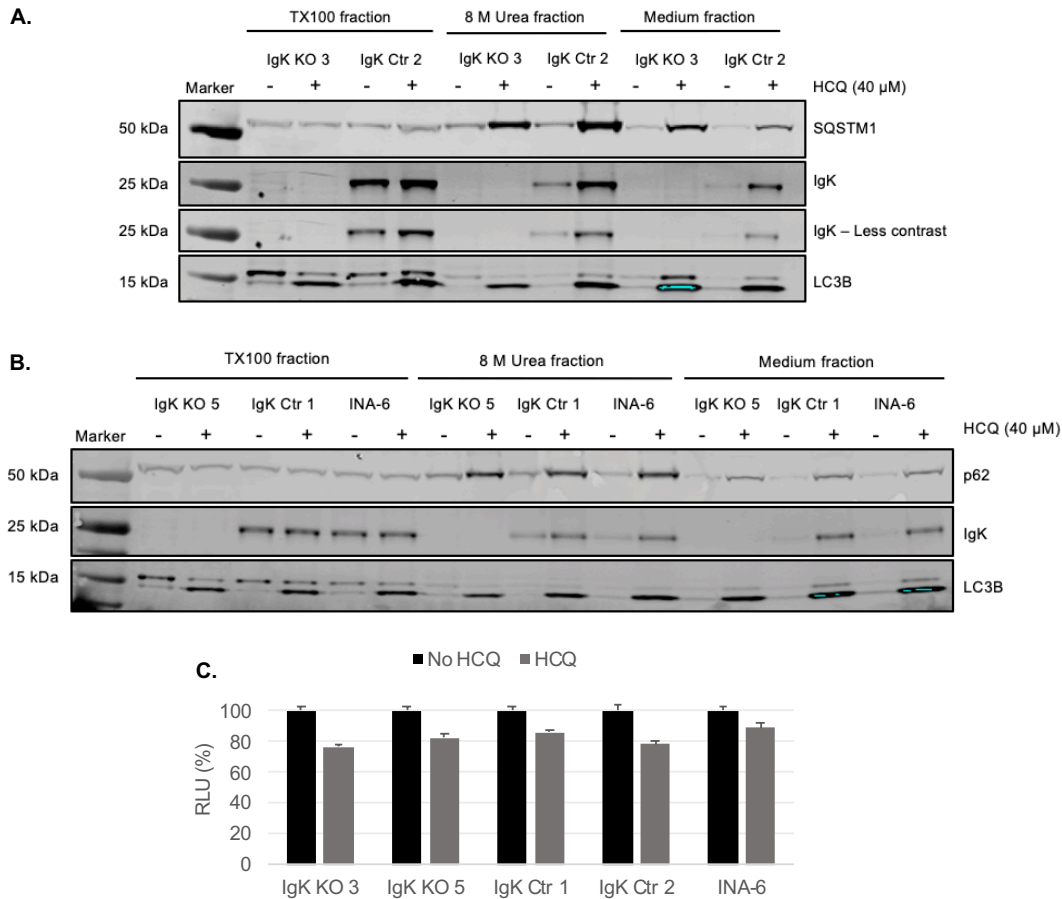 A.
TX100 fraction 8 M Urea fraction Medium fraction
IgK KO 3 IgK Ctr 2 IgK KO 3 IgK Ctr 2 IgK KO 3 IgK Ctr 2
Marker - + - + - + - + - + - + HCQ (40 µM)
50 kDa SQSTM1
25 kDa IgK
25 kDa IgK – Less contrast
15 kDa LC3B
B.
TX100 fraction 8 M Urea fraction Medium fraction
IgK KO 5 IgK Ctr 1 INA-6 IgK KO 5 IgK Ctr 1 INA-6 IgK KO 5 IgK Ctr 1 INA-6
Marker - + - + - + - + - + - + - + - + - + HCQ (40 µM)
50 kDa p62
25 kDa IgK
15 kDa LC3B
C.
No HCQ HCQ
RLU (%)
100
80
60
40
20
0
IgK KO 3 IgK KO 5 IgK Ctr 1 IgK Ctr 2 INA-6